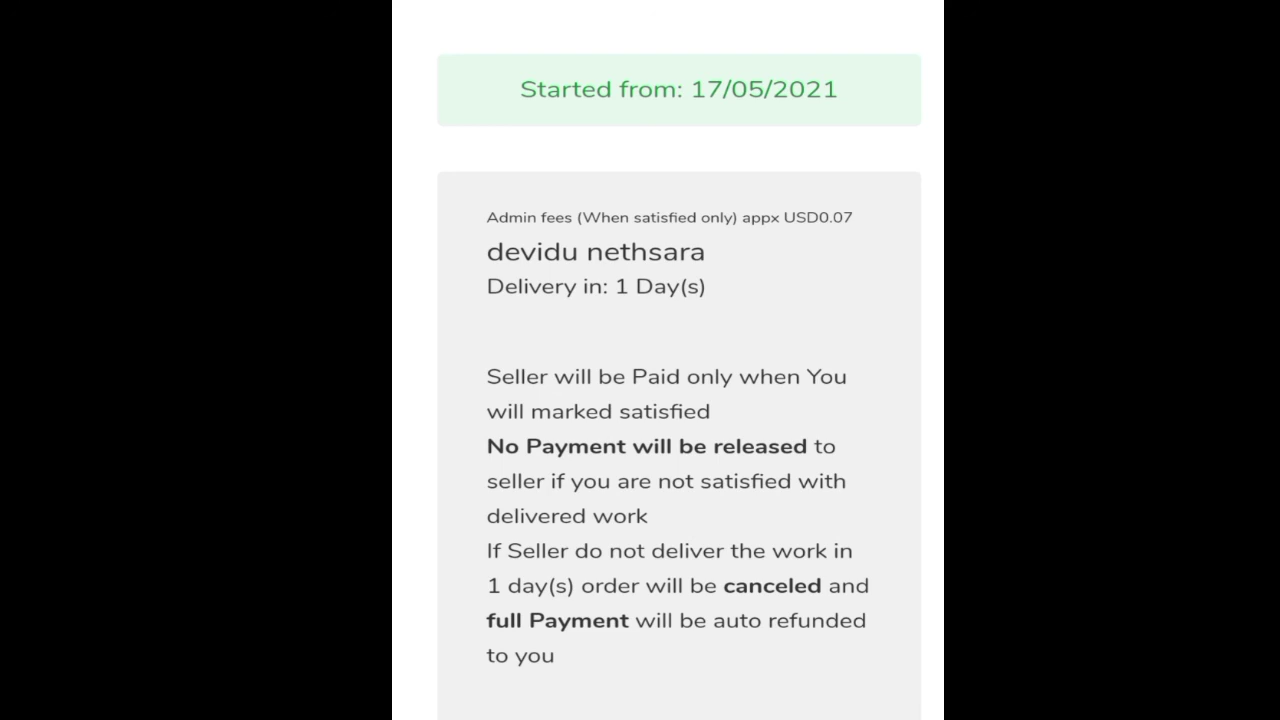 Started from: 17/05/2021
Admin fees (When satisfied only) appx USD0.07
devidu nethsara
Delivery in: 1 Day(s)
Seller will be Paid only when You
will marked satisfied
No Payment will be released to
seller if you are not satisfied with
delivered work
If Seller do not deliver the work in
1 day(s) order will be canceled and
full Payment will be auto refunded
to you